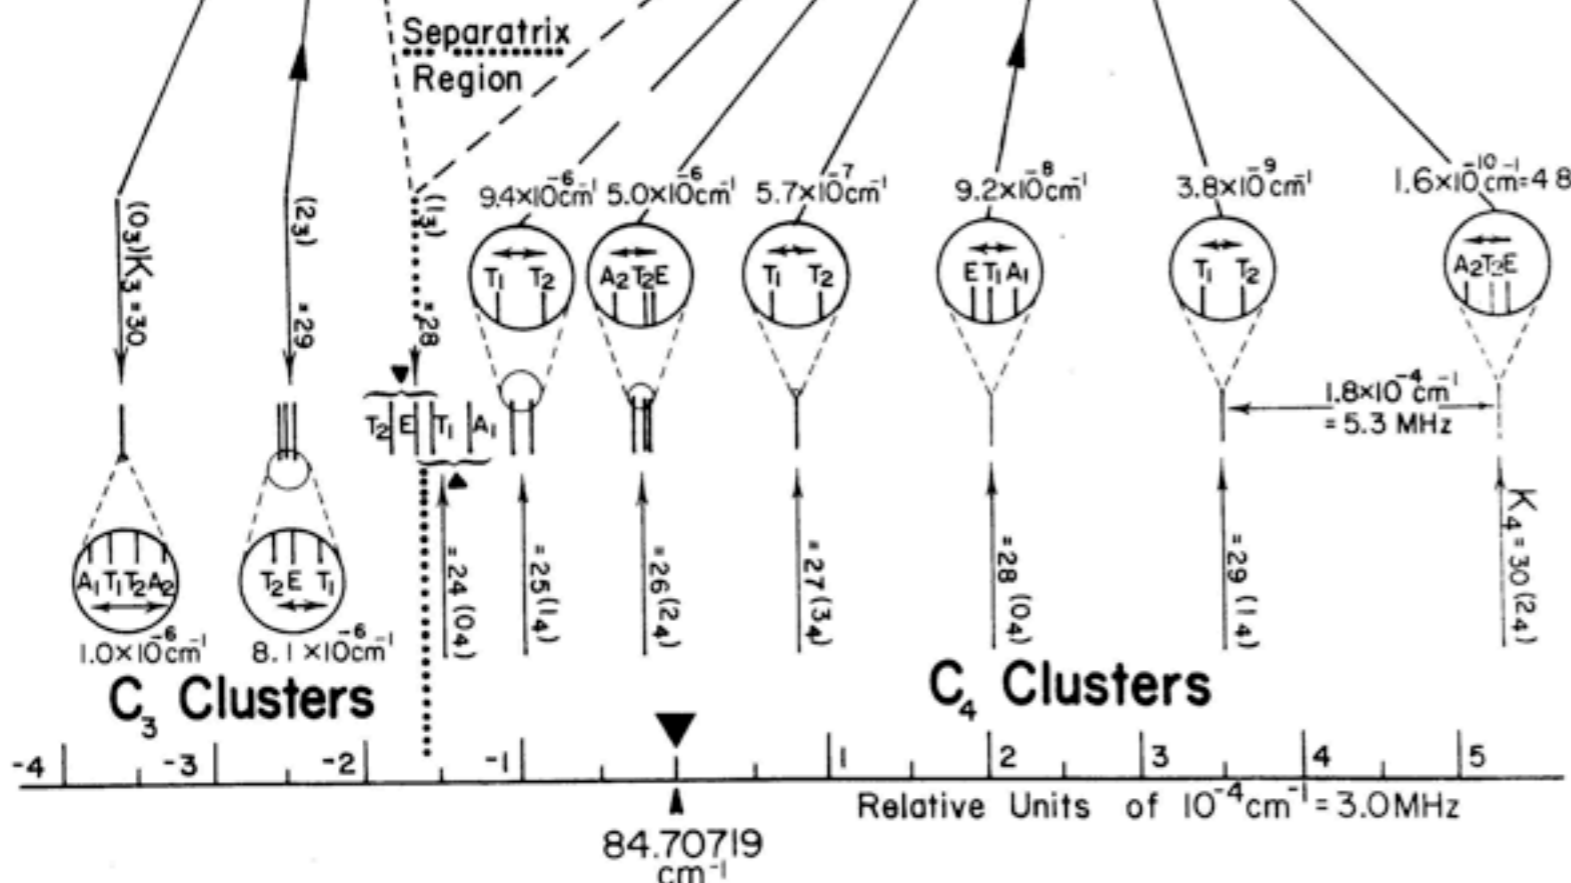 Separatrix
Region
9.4×10⁻⁶cm⁻¹ 5.0×10⁻⁶cm⁻¹ 5.7×10⁻⁷cm⁻¹ 9.2×10⁻⁸cm⁻¹ 3.8×10⁻⁹cm⁻¹ 1.6×10⁻¹⁰cm⁻¹=48
(0₃)K₃=30
(2₃) =29
(1₃) =28
T₁ T₂
A₂ T₂ E
T₁ T₂
E T₁ A₁
T₁ T₂
A₂ T₂ E
1.8×10⁻⁴cm⁻¹
= 5.3 MHz
T₂ E T₁ A₁
A₁ T₁ T₂ A₂
1.0×10⁻⁶cm⁻¹
T₂ E T₁
8.1×10⁻⁶cm⁻¹
=24(0₄)
=25(1₄)
=26(2₄)
=27(3₄)
=28(0₄)
=29(1₄)
K₄=30(2₄)
C₃ Clusters
C₄ Clusters
-4 -3 -2 -1 1 2 3 4 5
Relative Units of 10⁻⁴cm⁻¹=3.0MHz
84.70719
cm⁻¹